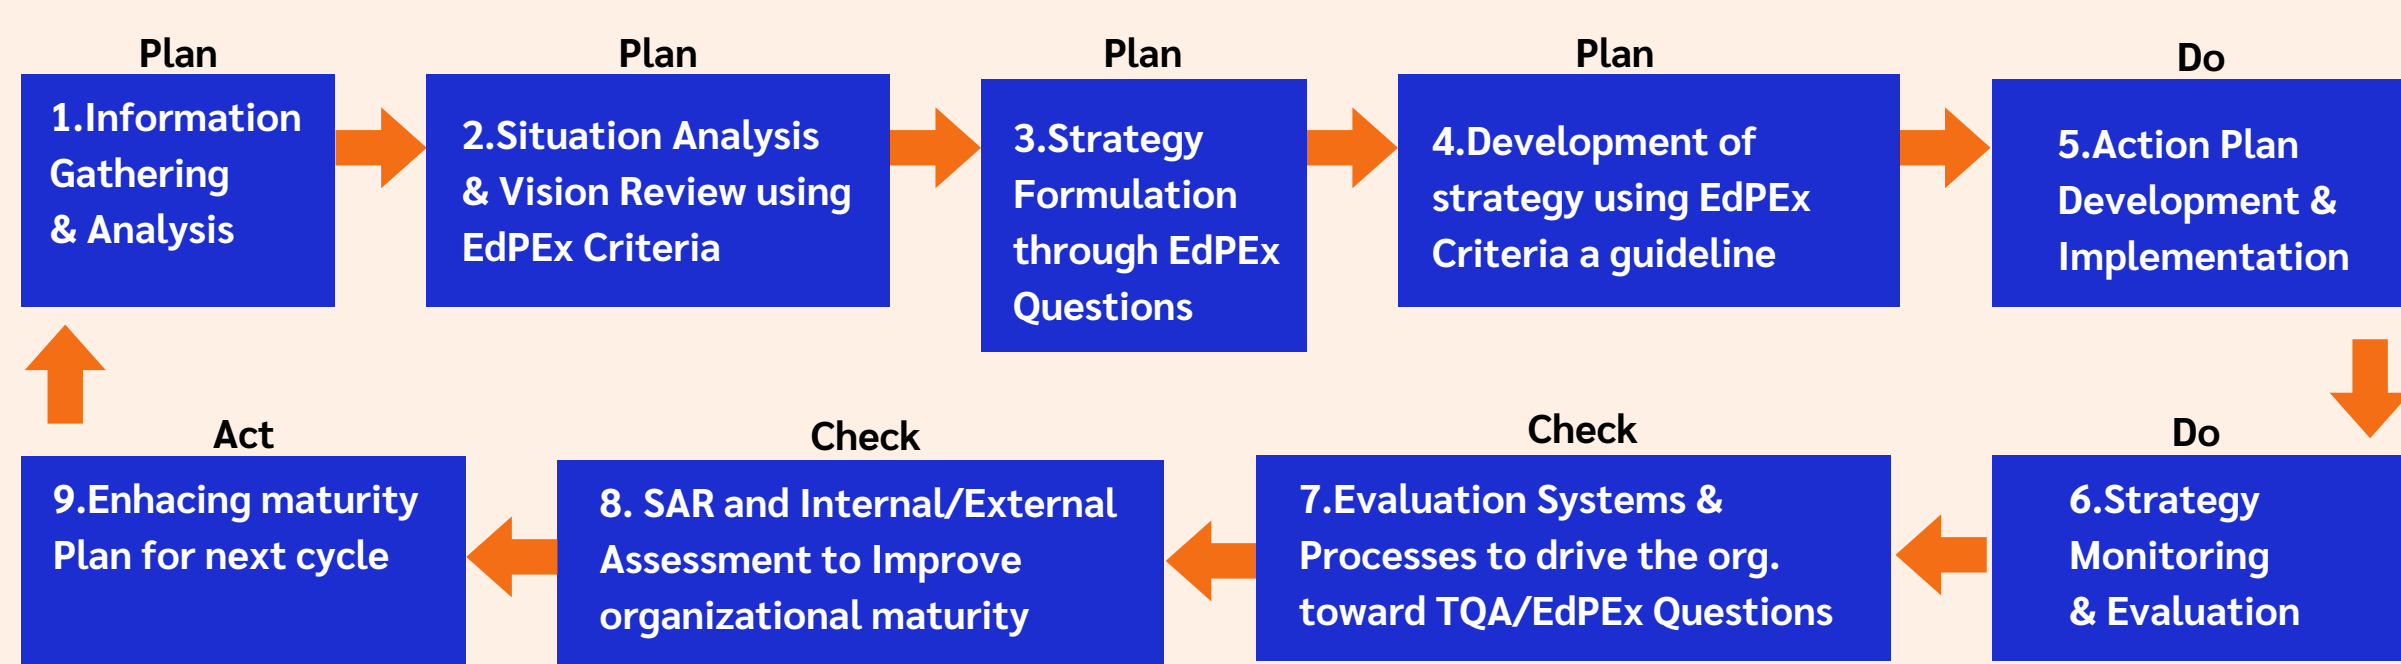 Plan
1.Information
Gathering
& Analysis
Plan
2.Situation Analysis
& Vision Review using
EdPEx Criteria
Plan
3.Strategy
Formulation
through EdPEx
Questions
Plan
4.Development of
strategy using EdPEx
Criteria a guideline
Do
5.Action Plan
Development &
Implementation
Do
6.Strategy
Monitoring
& Evaluation
Check
7.Evaluation Systems &
Processes to drive the org.
toward TQA/EdPEx Questions
Check
8. SAR and Internal/External
Assessment to Improve
organizational maturity
Act
9.Enhacing maturity
Plan for next cycle